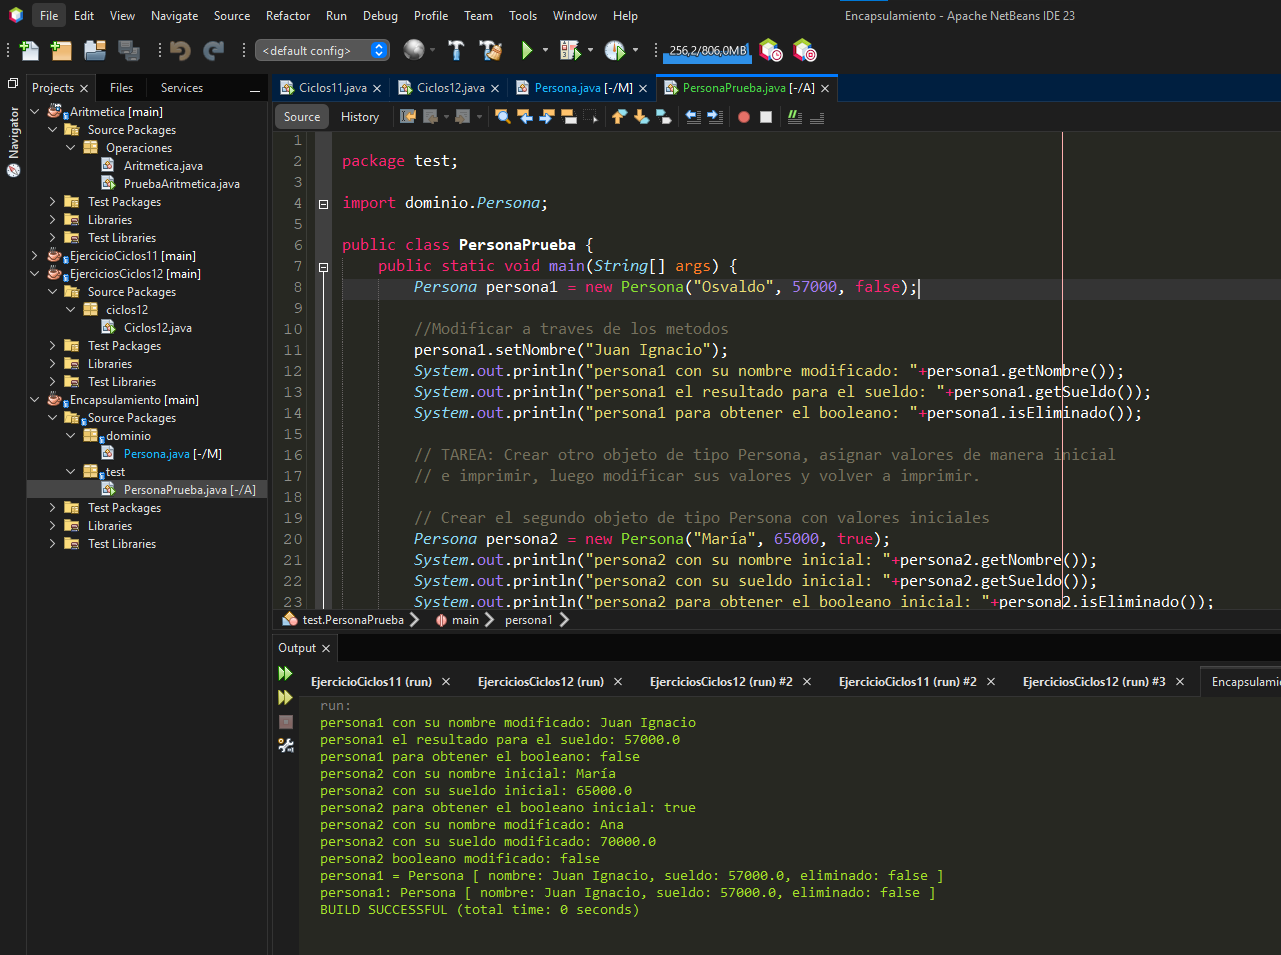 File Edit View Navigate Source Refactor Run Debug Profile Team Tools Window Help
Encapsulamiento - Apache NetBeans IDE 23
<default config>
256,2/806,0MB
Navigator
Projects
Files
Services
Aritmetica [main]
Source Packages
Operaciones
Aritmetica.java
PruebaAritmetica.java
Test Packages
Libraries
Test Libraries
EjercicioCiclos11 [main]
EjerciciosCiclos12 [main]
Source Packages
ciclos12
Ciclos12.java
Test Packages
Libraries
Test Libraries
Encapsulamiento [main]
Source Packages
dominio
Persona.java [-/M]
test
PersonaPrueba.java [-/A]
Test Packages
Libraries
Test Libraries
Ciclos11.java
Ciclos12.java
Persona.java [-/M]
PersonaPrueba.java [-/A]
Source
History
1
2 package test;
3
4 import dominio.Persona;
5
6 public class PersonaPrueba {
7 public static void main(String[] args) {
8 Persona persona1 = new Persona("Osvaldo", 57000, false);
9
10 //Modificar a traves de los metodos
11 persona1.setNombre("Juan Ignacio");
12 System.out.println("persona1 con su nombre modificado: "+persona1.getNombre());
13 System.out.println("persona1 el resultado para el sueldo: "+persona1.getSueldo());
14 System.out.println("persona1 para obtener el booleano: "+persona1.isEliminado());
15
16 // TAREA: Crear otro objeto de tipo Persona, asignar valores de manera inicial
17 // e imprimir, luego modificar sus valores y volver a imprimir.
18
19 // Crear el segundo objeto de tipo Persona con valores iniciales
20 Persona persona2 = new Persona("María", 65000, true);
21 System.out.println("persona2 con su nombre inicial: "+persona2.getNombre());
22 System.out.println("persona2 con su sueldo inicial: "+persona2.getSueldo());
23 System.out.println("persona2 para obtener el booleano inicial: "+persona2.isEliminado());
test.PersonaPrueba
main
persona1
Output
EjercicioCiclos11 (run)
EjerciciosCiclos12 (run)
EjerciciosCiclos12 (run) #2
EjercicioCiclos11 (run) #2
EjerciciosCiclos12 (run) #3
Encapsulami
run:
persona1 con su nombre modificado: Juan Ignacio
persona1 el resultado para el sueldo: 57000.0
persona1 para obtener el booleano: false
persona2 con su nombre inicial: María
persona2 con su sueldo inicial: 65000.0
persona2 para obtener el booleano inicial: true
persona2 con su nombre modificado: Ana
persona2 con su sueldo modificado: 70000.0
persona2 booleano modificado: false
persona1 = Persona [ nombre: Juan Ignacio, sueldo: 57000.0, eliminado: false ]
persona1: Persona [ nombre: Juan Ignacio, sueldo: 57000.0, eliminado: false ]
BUILD SUCCESSFUL (total time: 0 seconds)